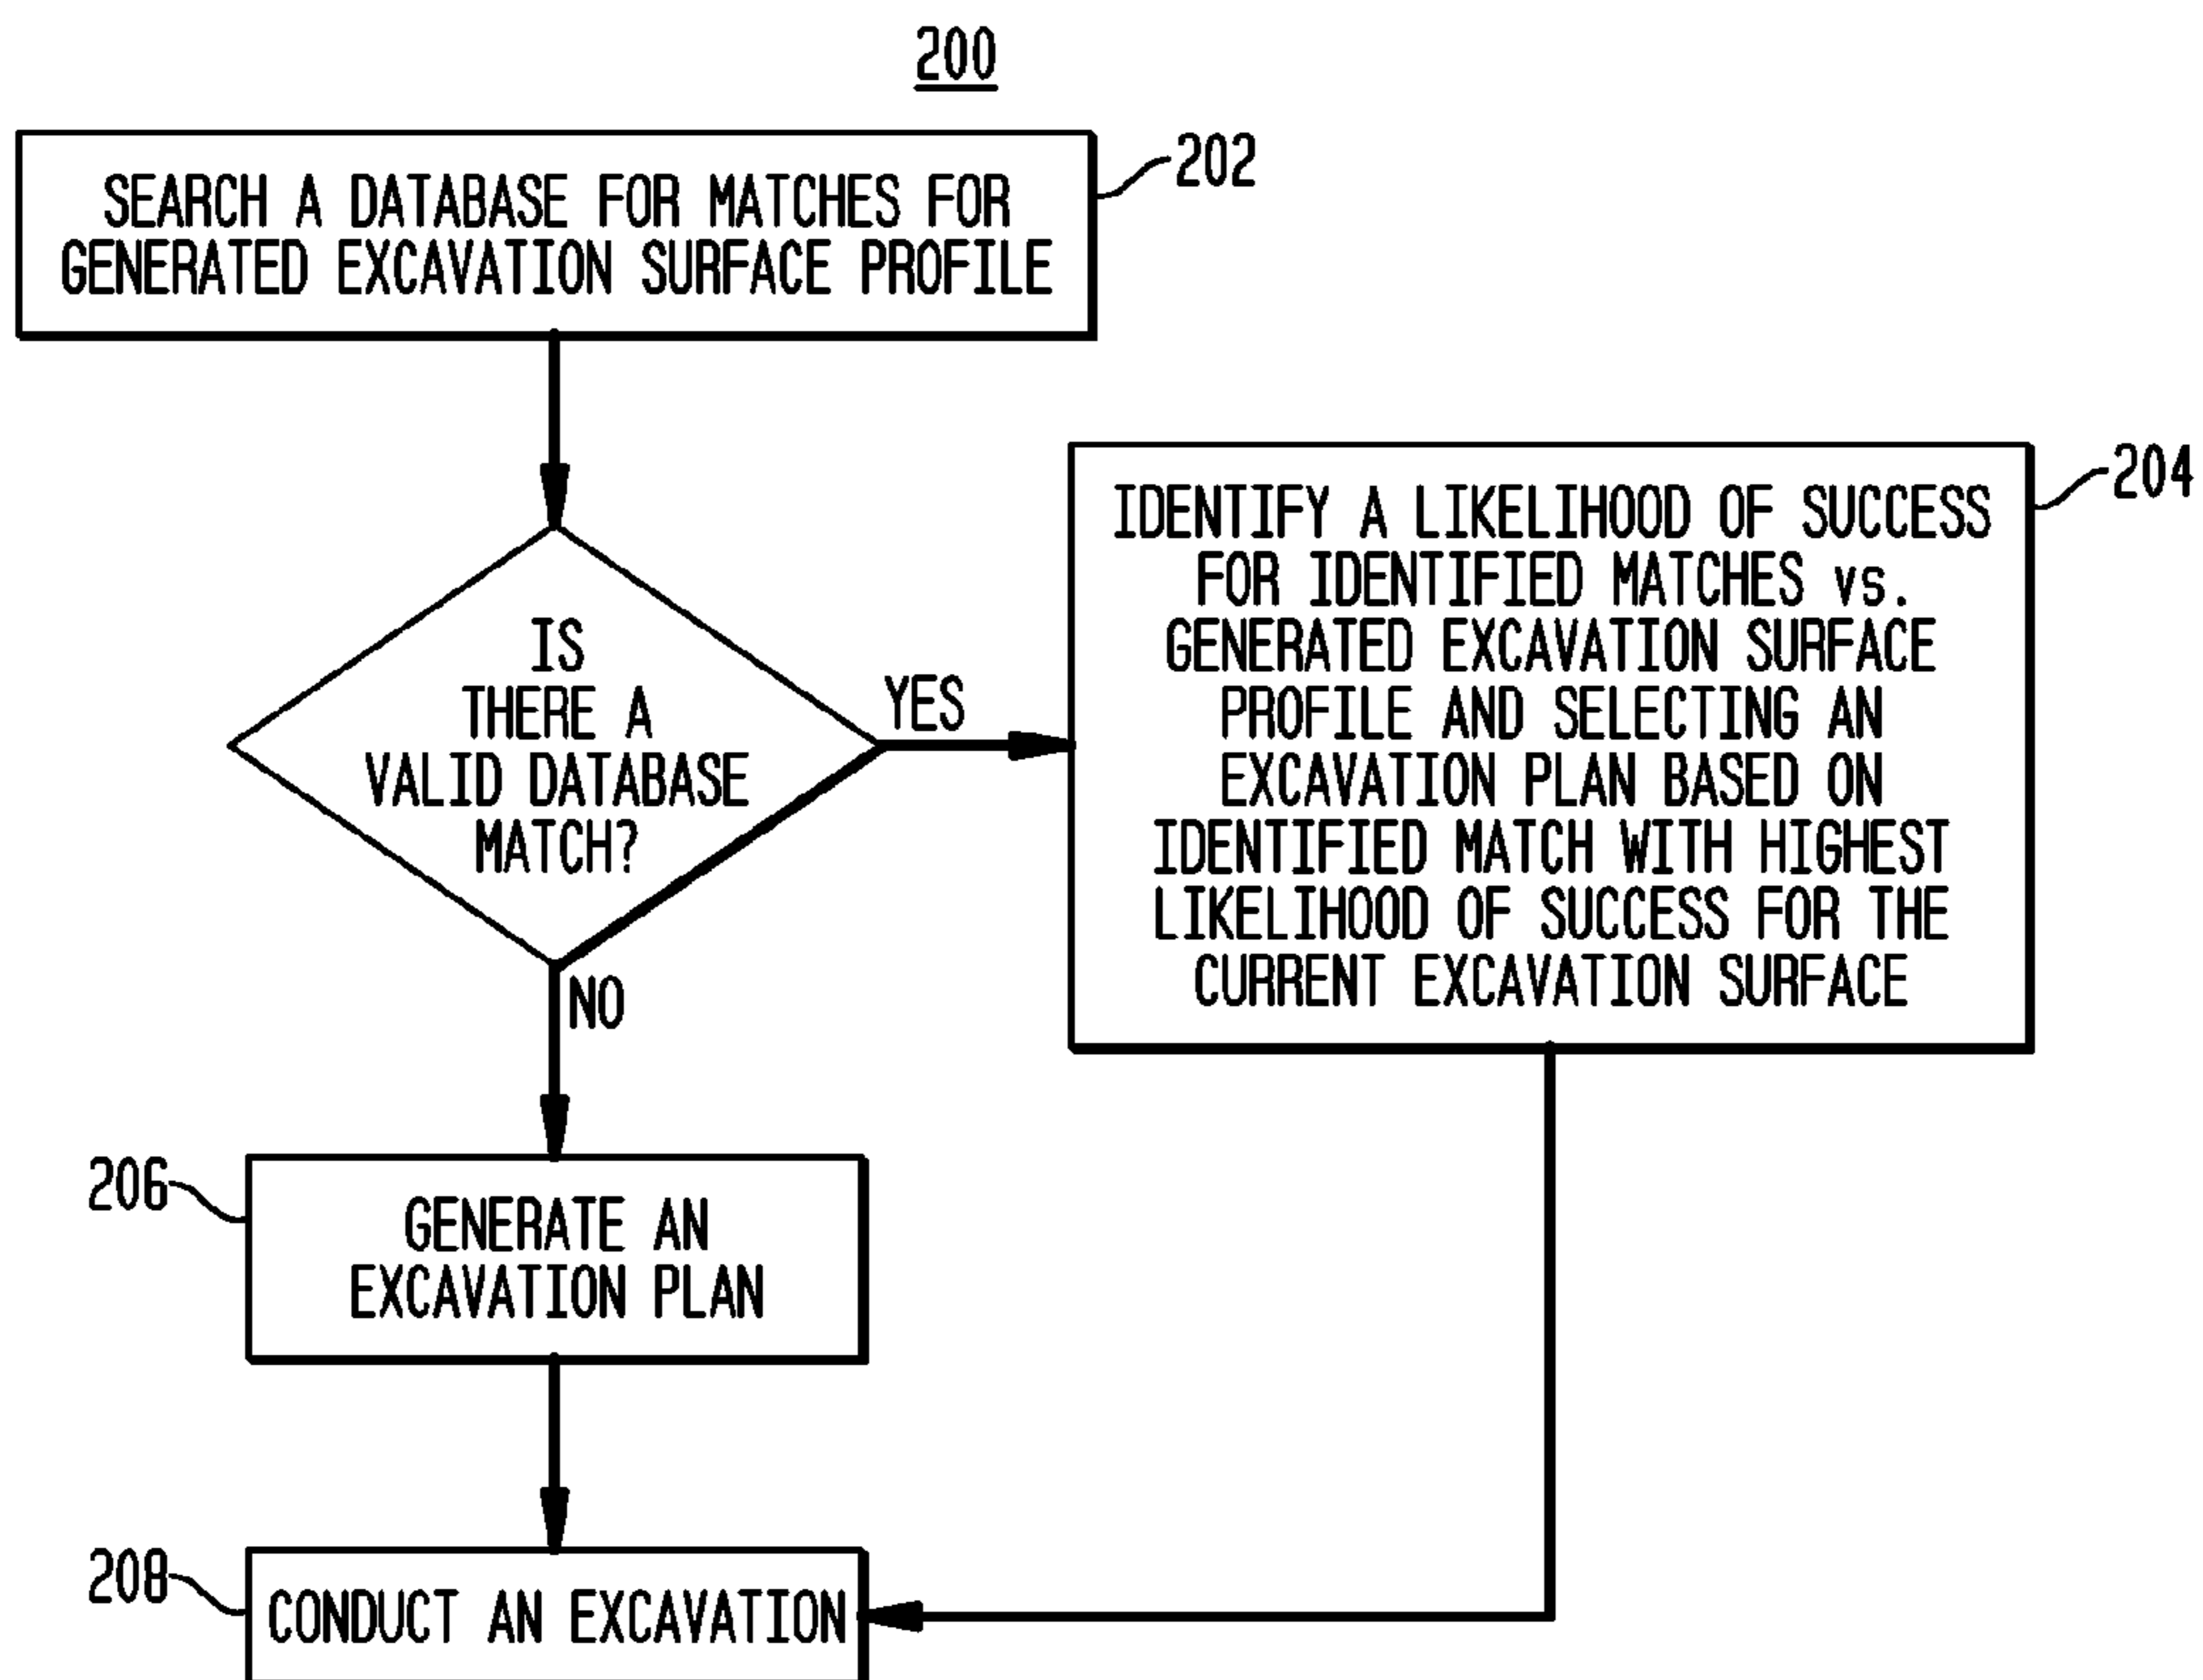 200
202
SEARCH A DATABASE FOR MATCHES FOR
GENERATED EXCAVATION SURFACE PROFILE
204
IDENTIFY A LIKELIHOOD OF SUCCESS
FOR IDENTIFIED MATCHES vs.
GENERATED EXCAVATION SURFACE
PROFILE AND SELECTING AN
EXCAVATION PLAN BASED ON
IDENTIFIED MATCH WITH HIGHEST
LIKELIHOOD OF SUCCESS FOR THE
CURRENT EXCAVATION SURFACE
IS
THERE A
VALID DATABASE
MATCH?
YES
NO
206
GENERATE AN
EXCAVATION PLAN
208
CONDUCT AN EXCAVATION